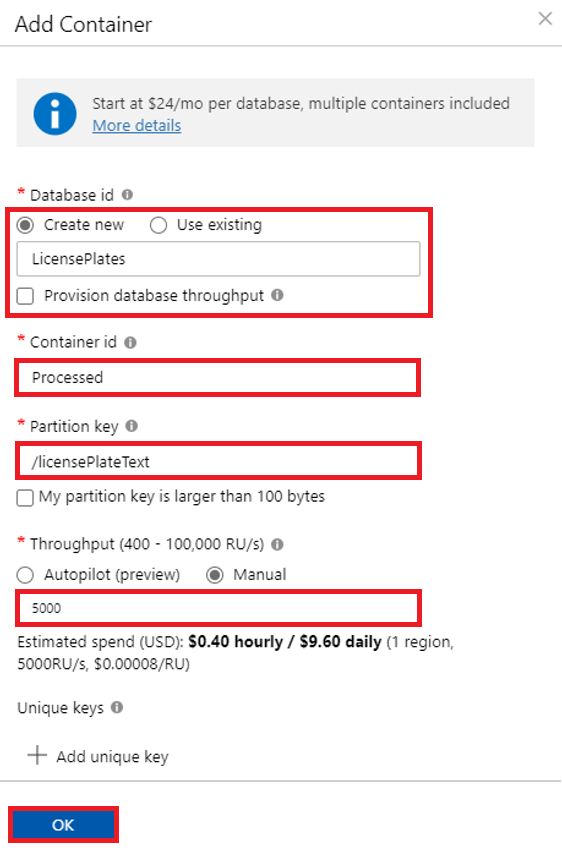 Add Container
Start at $24/mo per database, multiple containers included
More details
* Database id
Create new Use existing
LicensePlates
Provision database throughput
* Container id
Processed
* Partition key
/licensePlateText
My partition key is larger than 100 bytes
* Throughput (400 - 100,000 RU/s)
Autopilot (preview) Manual
5000
Estimated spend (USD): $0.40 hourly / $9.60 daily (1 region,
5000RU/s, $0.00008/RU)
Unique keys
Add unique key
OK